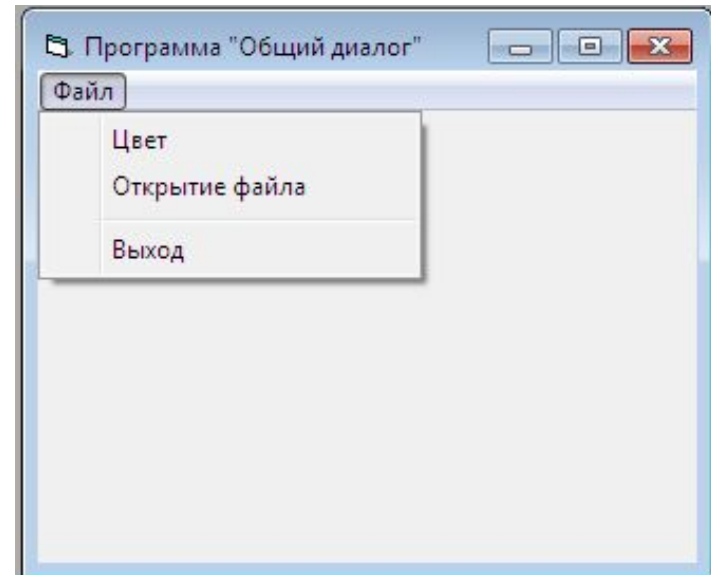 Программа "Общий диалог"
Файл
Цвет
Открытие файла
Выход